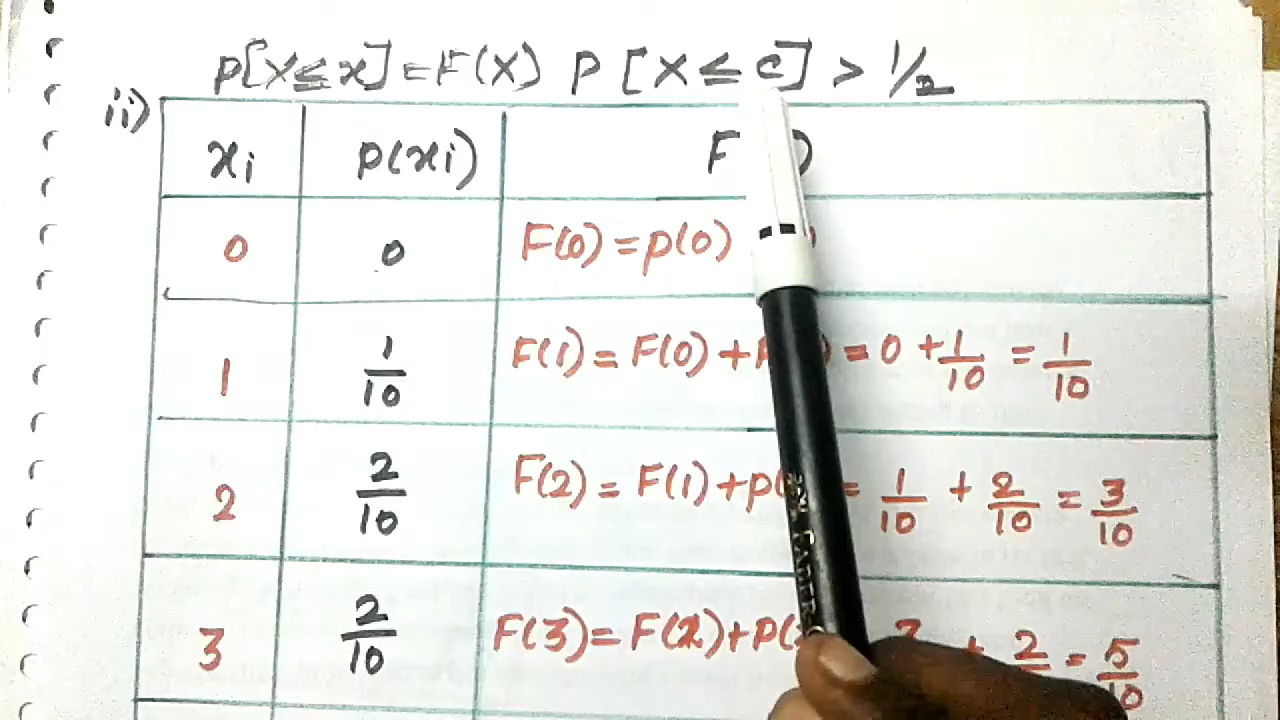 P[X≤x]=F(X) P[X≤c] > 1/2
ii)
xi p(xi) F
0 0 F(0) = p(0)
1 1/10 F(1) = F(0) + = 0 + 1/10 = 1/10
2 2/10 F(2) = F(1) + p( = 1/10 + 2/10 = 3/10
3 2/10 F(3) = F(2) + p( + 2 = 5/10